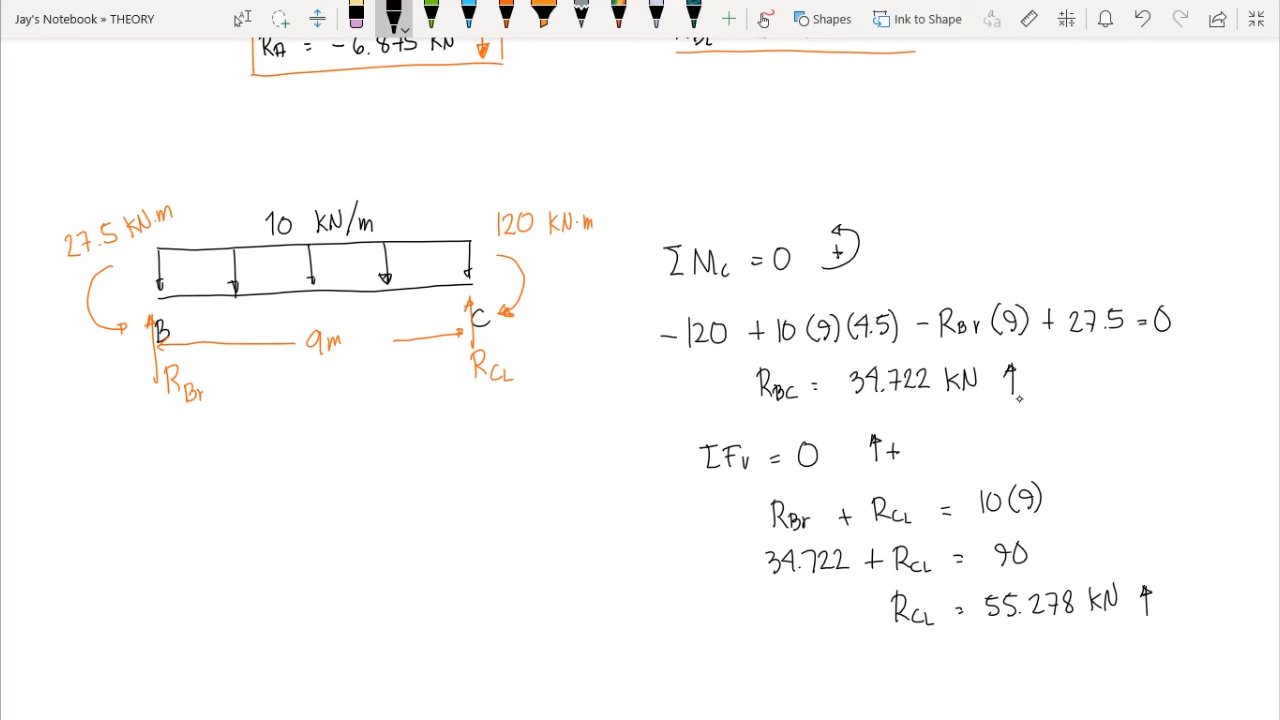 Jay's Notebook » THEORY
Shapes
Ink to Shape
RA = - 6.875 KN
27.5 KN·m
10 KN/m
120 KN·m
B
C
9m
RBr
RCL
ΣMc = 0 +
- 120 + 10 (9)(4.5) - RBr (9) + 27.5 = 0
RBC = 34.722 KN ↑
ΣFv = 0 ↑+
RBr + RCL = 10(9)
34.722 + RCL = 90
RCL = 55.278 KN ↑